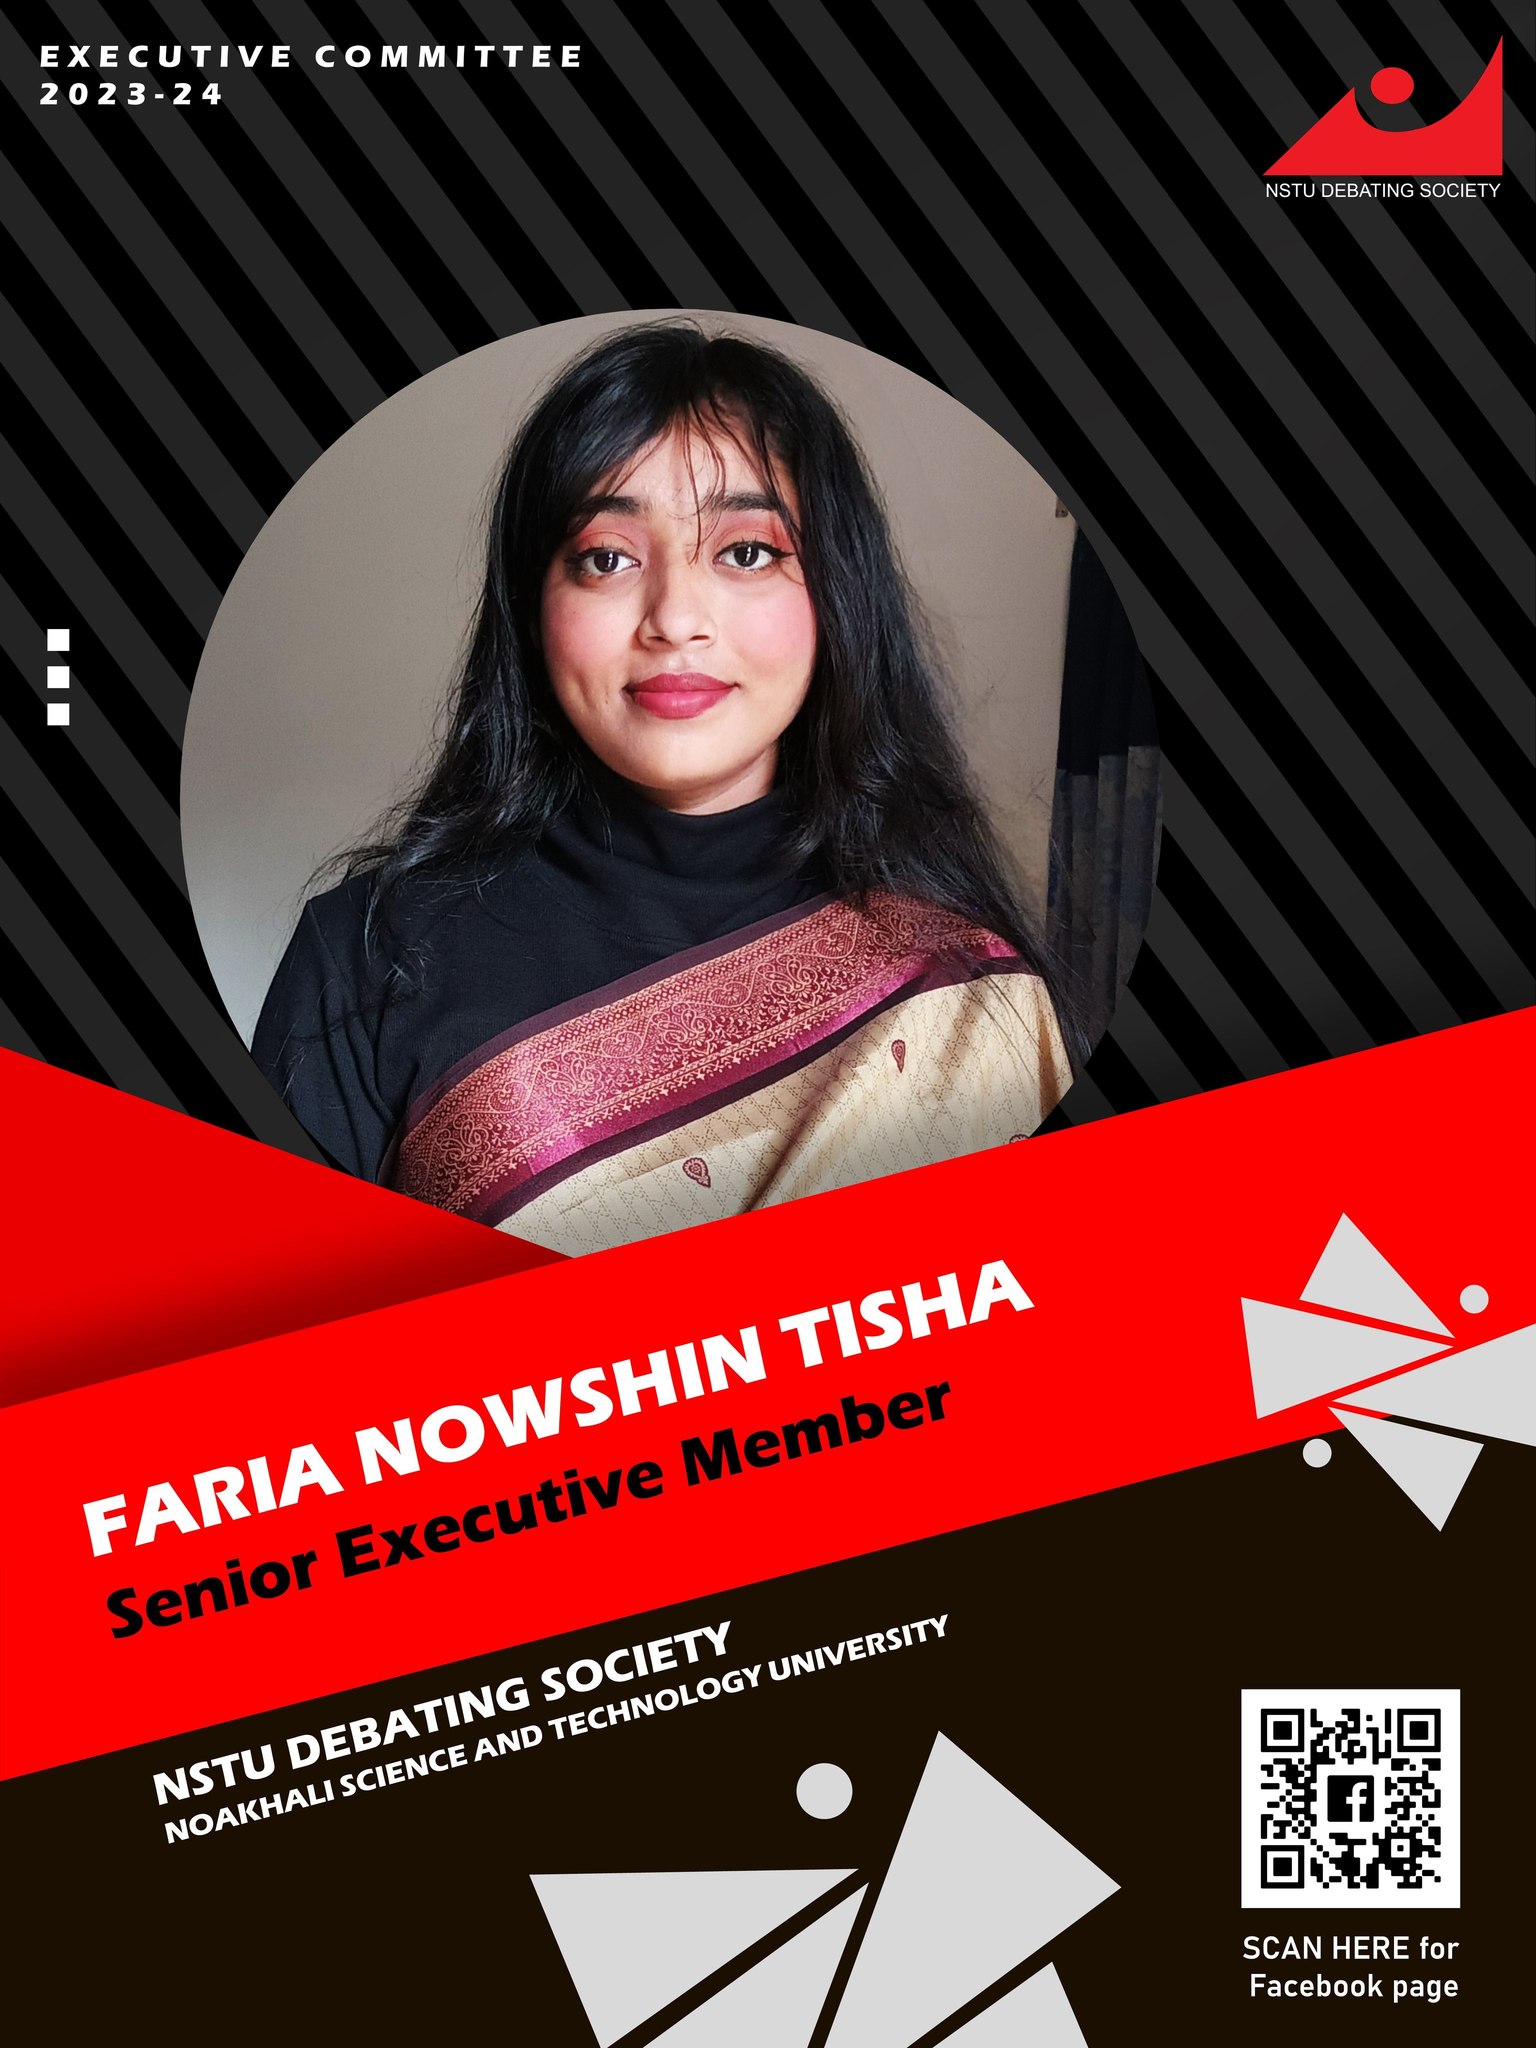 EXECUTIVE COMMITTEE
2023-24
NSTU DEBATING SOCIETY
FARIA NOWSHIN TISHA
Senior Executive Member
NSTU DEBATING SOCIETY
NOAKHALI SCIENCE AND TECHNOLOGY UNIVERSITY
SCAN HERE for
Facebook page